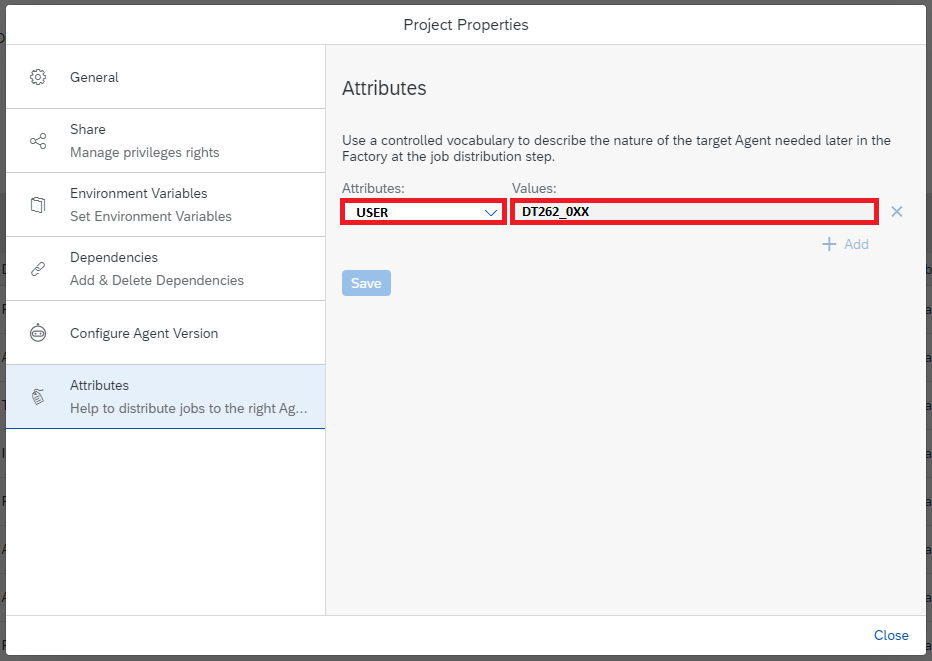 Project Properties
General
Share
Manage privileges rights
Environment Variables
Set Environment Variables
Dependencies
Add & Delete Dependencies
Configure Agent Version
Attributes
Help to distribute jobs to the right Ag...
Attributes
Use a controlled vocabulary to describe the nature of the target Agent needed later in the
Factory at the job distribution step.
Attributes: Values:
USER DT262_0XX
Add
Save
Close